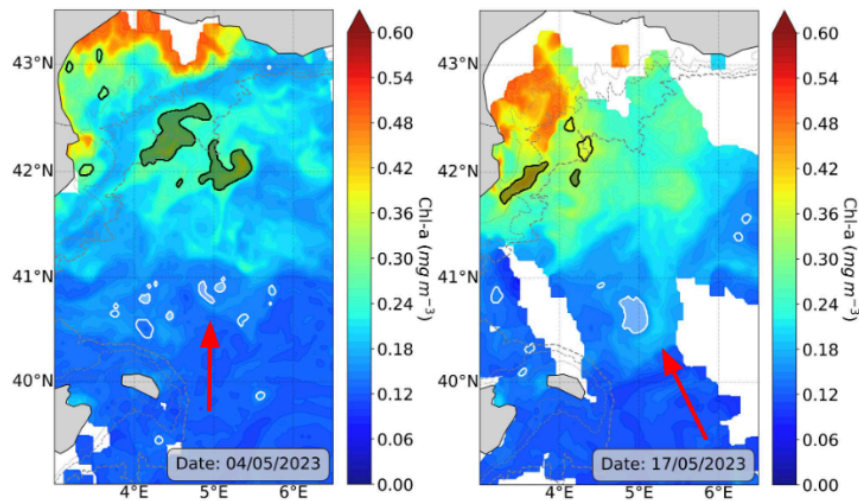 43°N
42°N
41°N
40°N
4°E 5°E 6°E
Date: 04/05/2023
0.60
0.54
0.48
0.42
0.36
0.30
0.24
0.18
0.12
0.06
0.00
Chl-a (mg m⁻³)
43°N
42°N
41°N
40°N
4°E 5°E 6°E
Date: 17/05/2023
0.60
0.54
0.48
0.42
0.36
0.30
0.24
0.18
0.12
0.06
0.00
Chl-a (mg m⁻³)